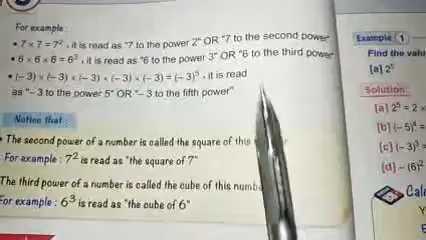 For example :
• 7 × 7 = 7², it is read as "7 to the power 2" OR "7 to the second power"
• 6 × 6 × 6 = 6³, it is read as "6 to the power 3" OR "6 to the third power"
• (–3) × (–3) × (–3) × (–3) × (–3) = (–3)⁵, it is read
as "–3 to the power 5" OR "–3 to the fifth power"
Notice that :
• The second power of a number is called the square of this
For example : 7² is read as "the square of 7"
The third power of a number is called the cube of this
For example : 6³ is read as "the cube of 6"
Example 1
Find the
[a] 2⁵
Solution :
[a] 2⁵ = 2 ×
[b] (–5)⁴ =
[c] (–3)³ =
[d] –(6)²